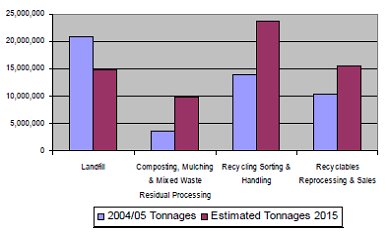 25,000,000
20,000,000
15,000,000
10,000,000
5,000,000
0
Landfill
Composting, Mulching
& Mixed Waste
Residual Processing
Recycling Sorting &
Handling
Recyclables
Reprocessing & Sales
2004/05 Tonnages Estimated Tonnages 2015